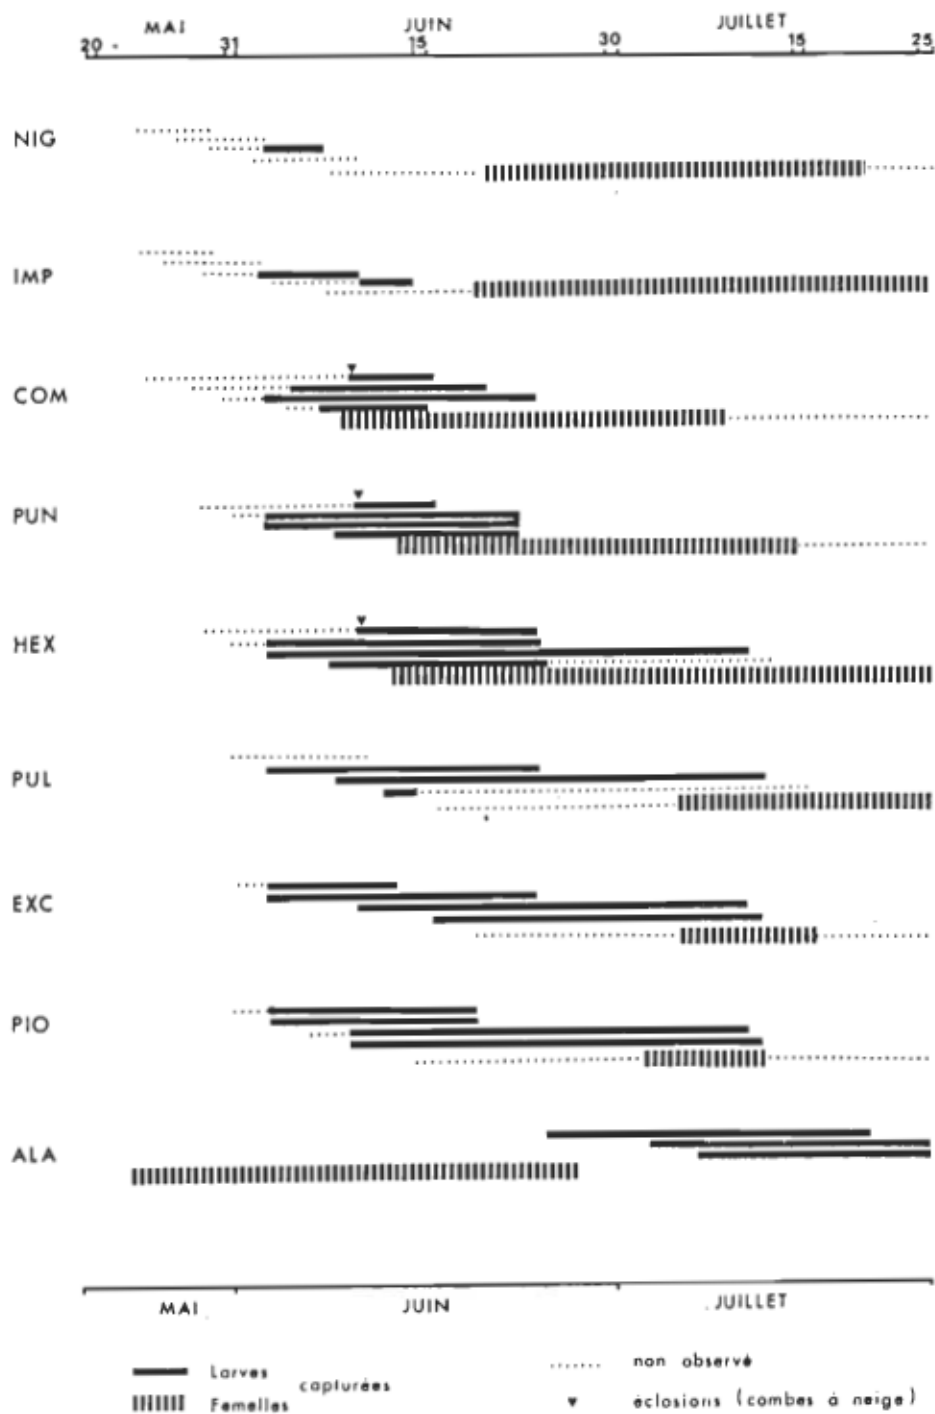 MAI JUIN JUILLET
20 - 31 15 30 15 25
NIG
IMP
COM
PUN
HEX
PUL
EXC
PIO
ALA
MAI JUIN JUILLET
Larves non observé
capturées
Femelles éclosions (combes à neige)